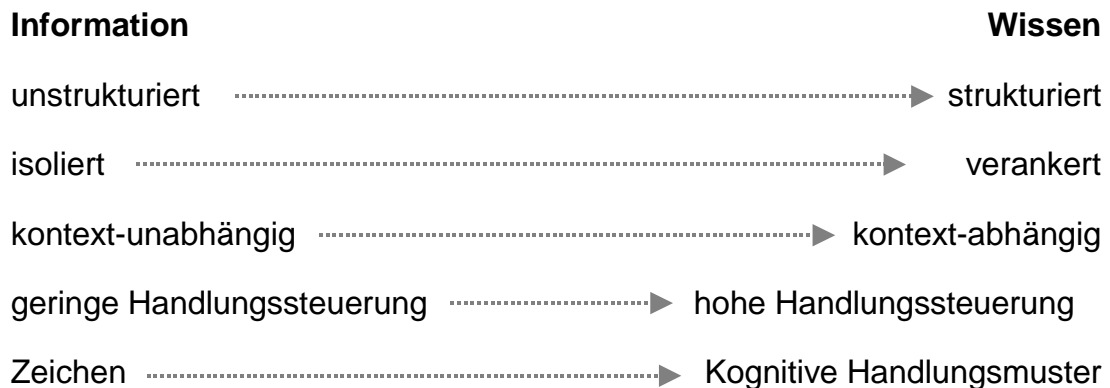 Information Wissen
unstrukturiert strukturiert
isoliert verankert
kontext-unabhängig kontext-abhängig
geringe Handlungssteuerung hohe Handlungssteuerung
Zeichen Kognitive Handlungsmuster